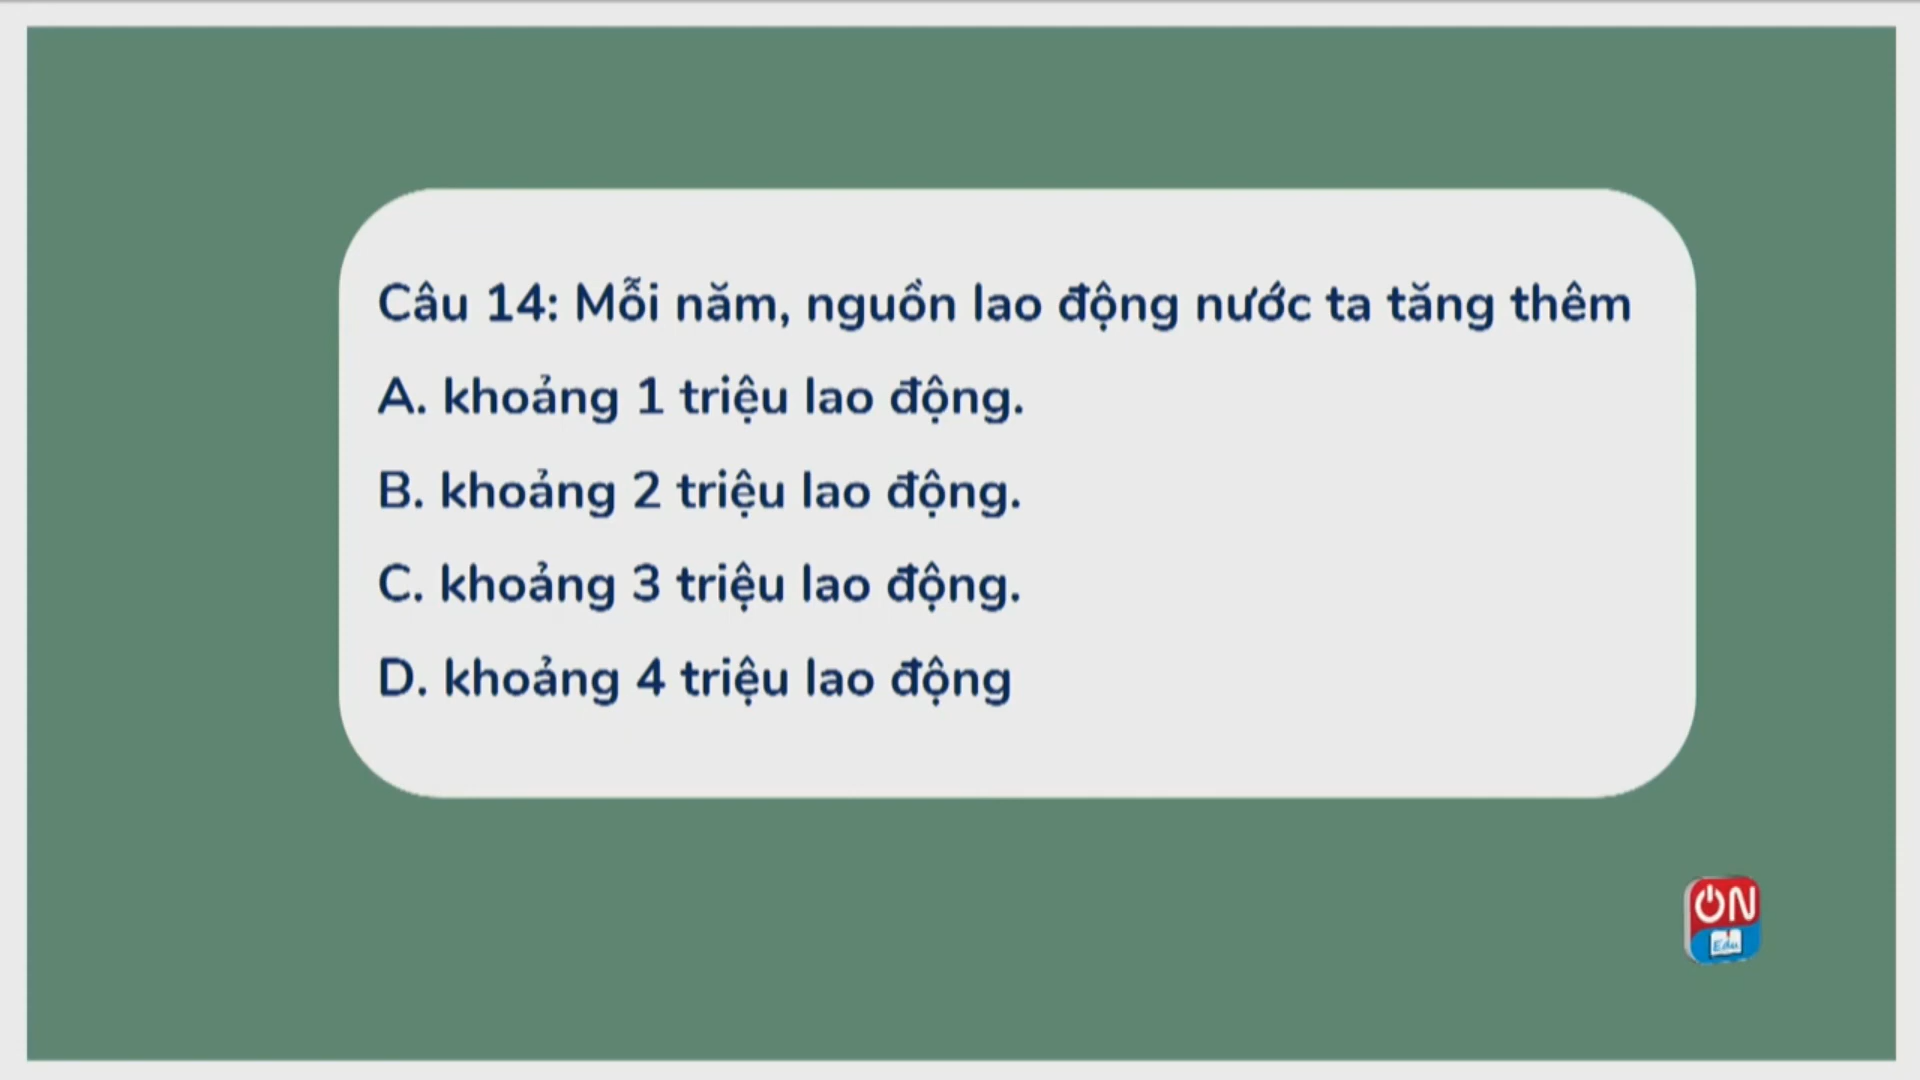 Câu 14: Mỗi năm, nguồn lao động nước ta tăng thêm
A. khoảng 1 triệu lao động.
B. khoảng 2 triệu lao động.
C. khoảng 3 triệu lao động.
D. khoảng 4 triệu lao động
ON
Edu